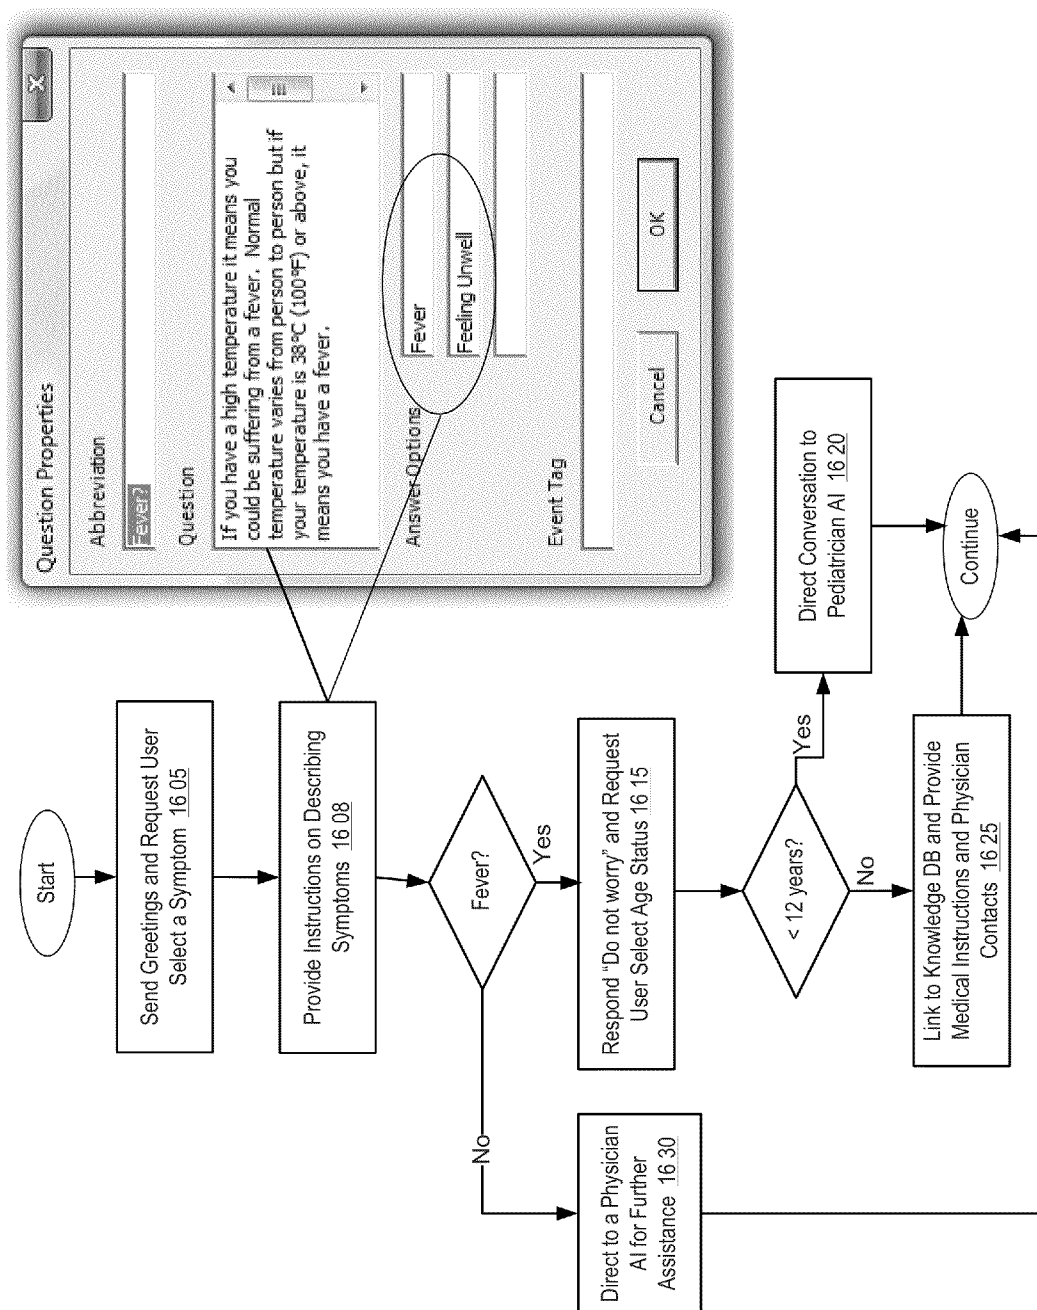 Start
Send Greetings and Request User
Select a Symptom 16 05
Provide Instructions on Describing
Symptoms 16 08
Fever?
Yes
No
Respond "Do not worry" and Request
User Select Age Status 16 15
< 12 years?
Yes
No
Direct Conversation to
Pediatrician AI 16 20
Link to Knowledge DB and Provide
Medical Instructions and Physician
Contacts 16 25
Direct to a Physician
AI for Further
Assistance 16 30
Continue
Question Properties
X
Abbreviation
Fever?
Question
If you have a high temperature it means you
could be suffering from a fever. Normal
temperature varies from person to person but if
your temperature is 38°C (100°F) or above, it
means you have a fever.
Answer Options
Fever
Feeling Unwell
Event Tag
Cancel
OK